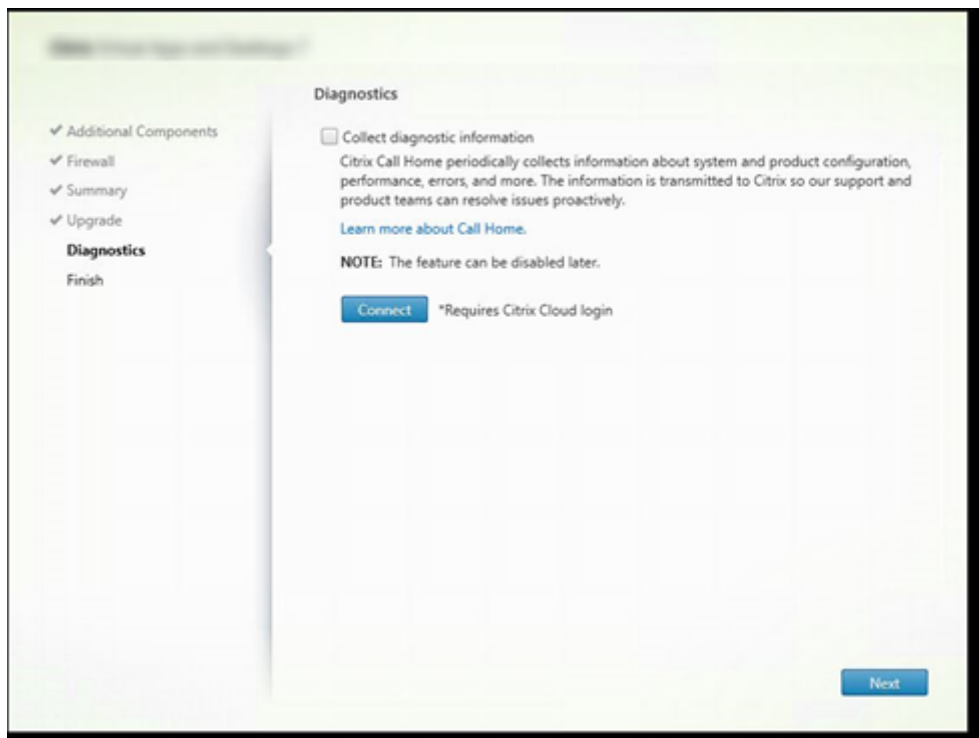 Diagnostics
Additional Components
Firewall
Summary
Upgrade
Diagnostics
Finish
Collect diagnostic information
Citrix Call Home periodically collects information about system and product configuration,
performance, errors, and more. The information is transmitted to Citrix so our support and
product teams can resolve issues proactively.
Learn more about Call Home.
NOTE: The feature can be disabled later.
Connect *Requires Citrix Cloud login
Next